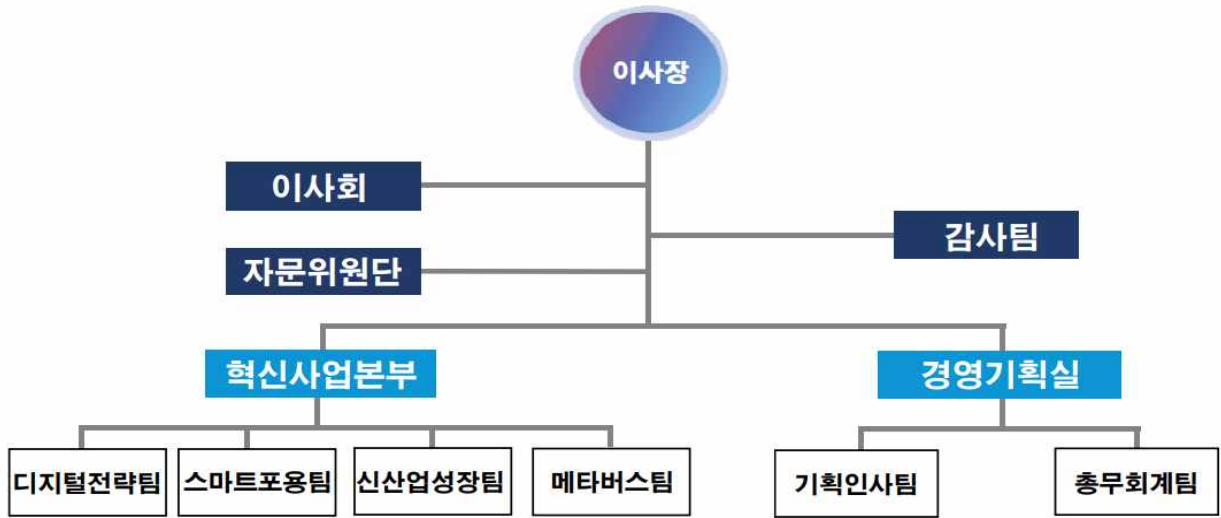 이사장
이사회
감사팀
자문위원단
혁신사업본부
경영기획실
디지털전략팀
스마트포용팀
신산업성장팀
메타버스팀
기획인사팀
총무회계팀